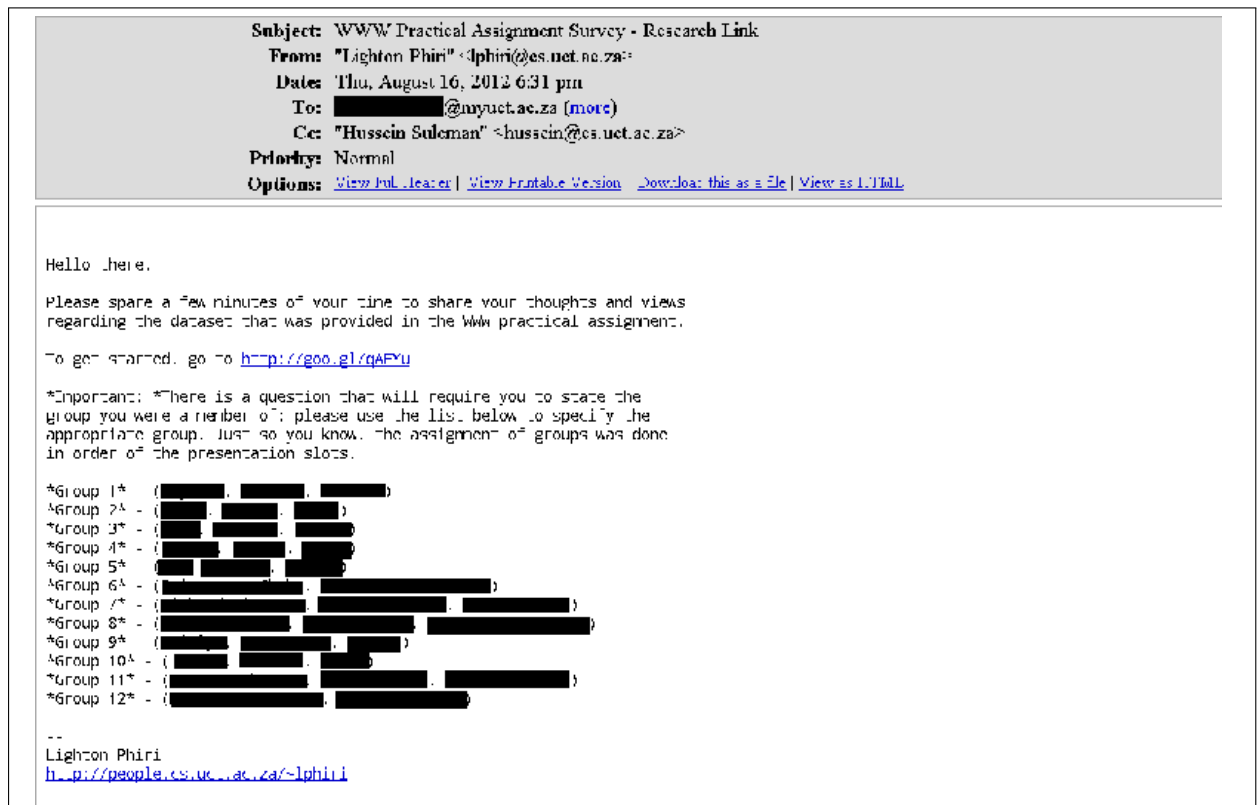 Subject: WWW Practical Assignment Survey - Research Link
From: "Lighton Phiri" <lphiri@cs.uct.ac.za>
Date: Thu, August 16, 2012 6:31 pm
To: @myuct.ac.za (more)
Cc: "Hussein Suleman" <hussein@cs.uct.ac.za>
Priority: Normal
Options: View Full Header | View Printable Version | Download this as a file | View as HTML
Hello there,
Please spare a few minutes of your time to share your thoughts and views
regarding the dataset that was provided in the WWW practical assignment.
To get started, go to
*Important: *There is a question that will require you to state the
group you were a member of; please use the list below to specify the
appropriate group. Just so you know, the assignment of groups was done
in order of the presentation slots.
*Group 1* - ( , , )
*Group 2* - ( , , )
*Group 3* - ( , , )
*Group 4* - ( , , )
*Group 5* - ( , , )
*Group 6* - ( , )
*Group 7* - ( , , )
*Group 8* - ( , , )
*Group 9* - ( , , )
*Group 10* - ( , , )
*Group 11* - ( , , )
*Group 12* - ( , )
--
Lighton Phiri
http://people.cs.uct.ac.za/~lphiri